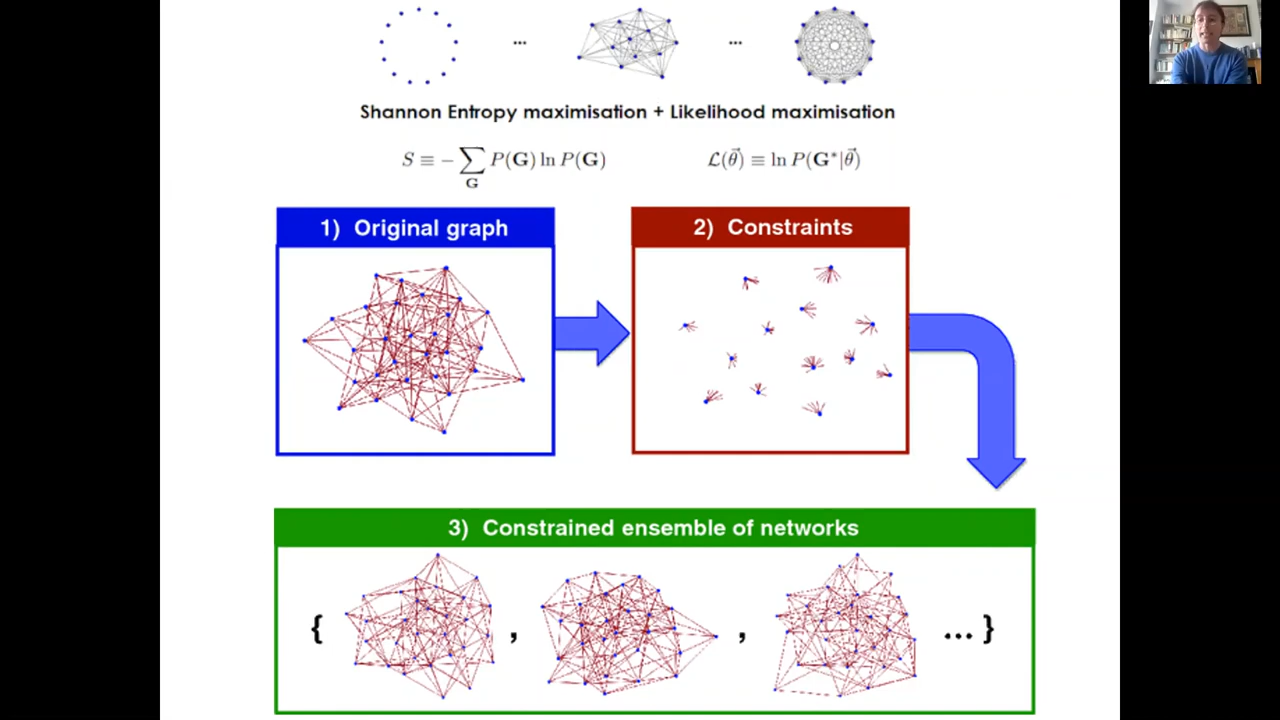 ... ...
Shannon Entropy maximisation + Likelihood maximisation
S ≡ − ∑_G P(G) ln P(G) ℒ(θ⃗) ≡ ln P(G*|θ⃗)
1) Original graph
2) Constraints
3) Constrained ensemble of networks
{ , , ... }